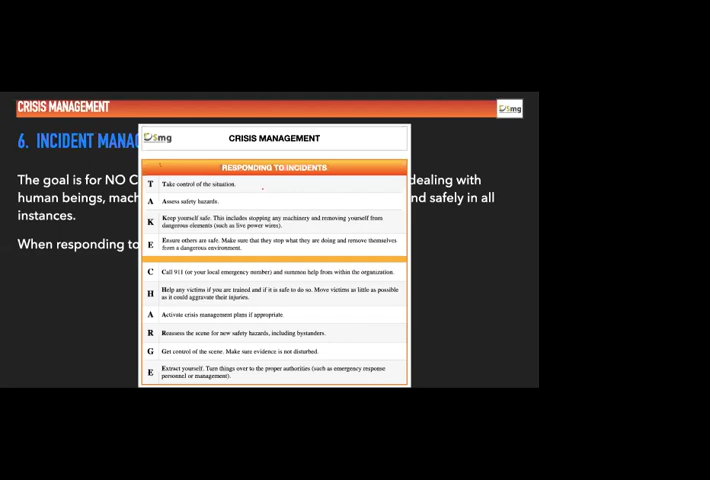 CRISIS MANAGEMENT
Smg
6. INCIDENT MANA
The goal is for NO C
dealing with
human beings, mach
nd safely in all
instances.
When responding to
Smg
CRISIS MANAGEMENT
RESPONDING TO INCIDENTS
T Take control of the situation.
A Assess safety hazards.
K Keep yourself safe. This includes stopping any machinery and removing yourself from
dangerous elements (such as live power wires).
E Ensure others are safe. Make sure that they stop what they are doing and remove themselves
from a dangerous environment.
C Call 911 (or your local emergency number) and summon help from within the organization.
H Help any victims if you are trained and if it is safe to do so. Move victims as little as possible
as it could aggravate their injuries.
A Activate crisis management plans if appropriate.
R Reassess the scene for new safety hazards, including bystanders.
G Get control of the scene. Make sure evidence is not disturbed.
E Extract yourself. Turn things over to the proper authorities (such as emergency response
personnel or management).